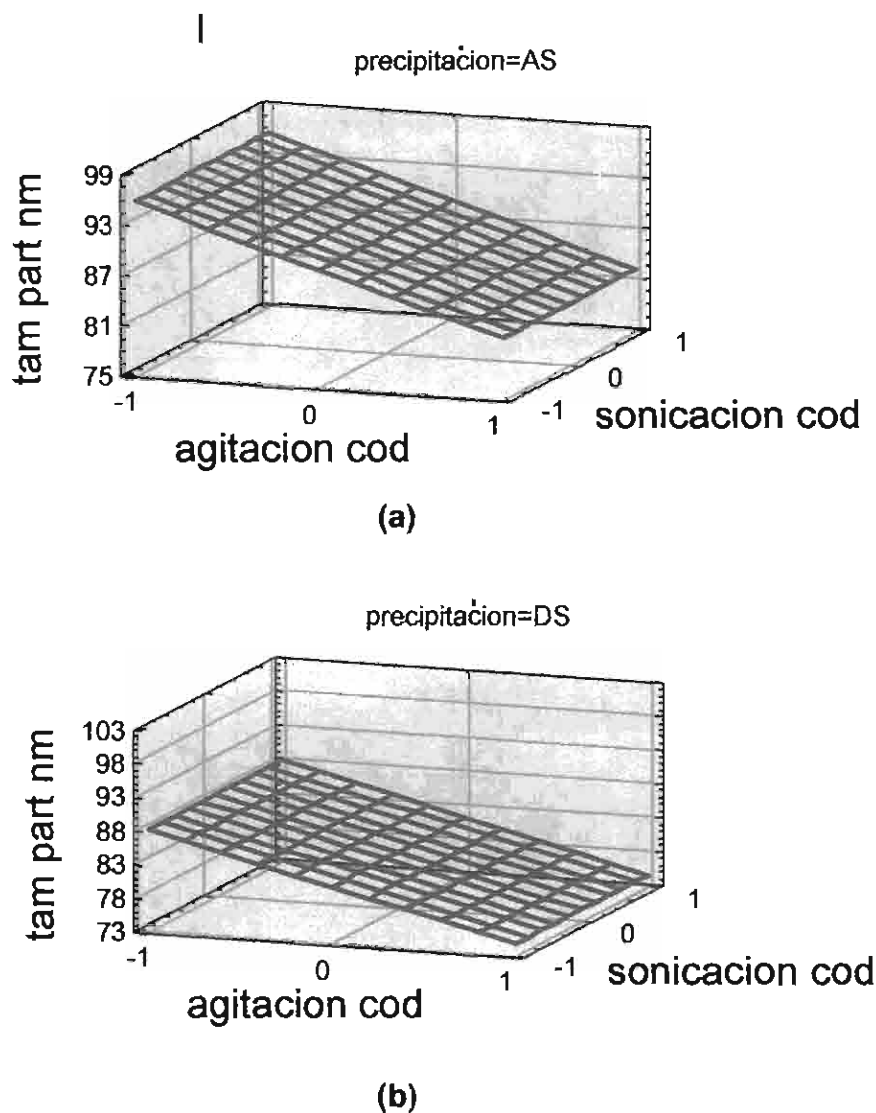 precipitacion=AS
99
93
87
81
75
tam part nm
-1
0
1
agitacion cod
-1
0
1
sonicacion cod
(a)
precipitacion=DS
103
98
93
88
83
78
73
tam part nm
-1
0
1
agitacion cod
-1
0
1
sonicacion cod
(b)